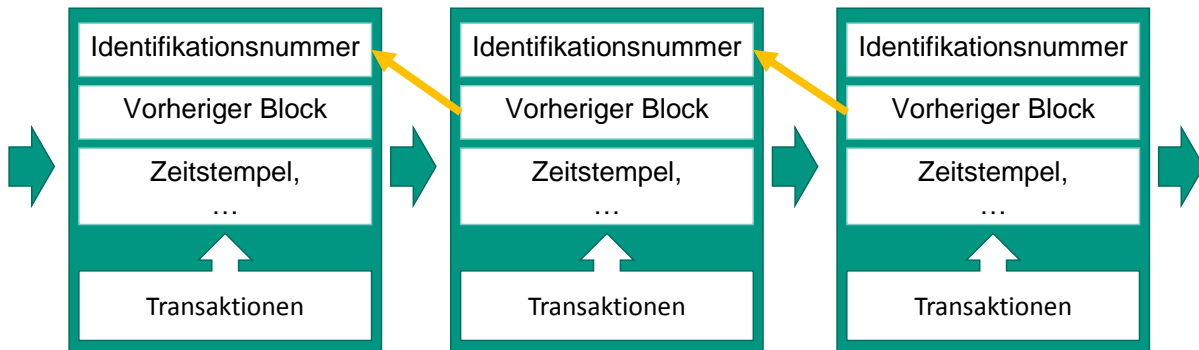 Identifikationsnummer
Vorheriger Block
Zeitstempel,
…
Transaktionen
Identifikationsnummer
Vorheriger Block
Zeitstempel,
…
Transaktionen
Identifikationsnummer
Vorheriger Block
Zeitstempel,
…
Transaktionen